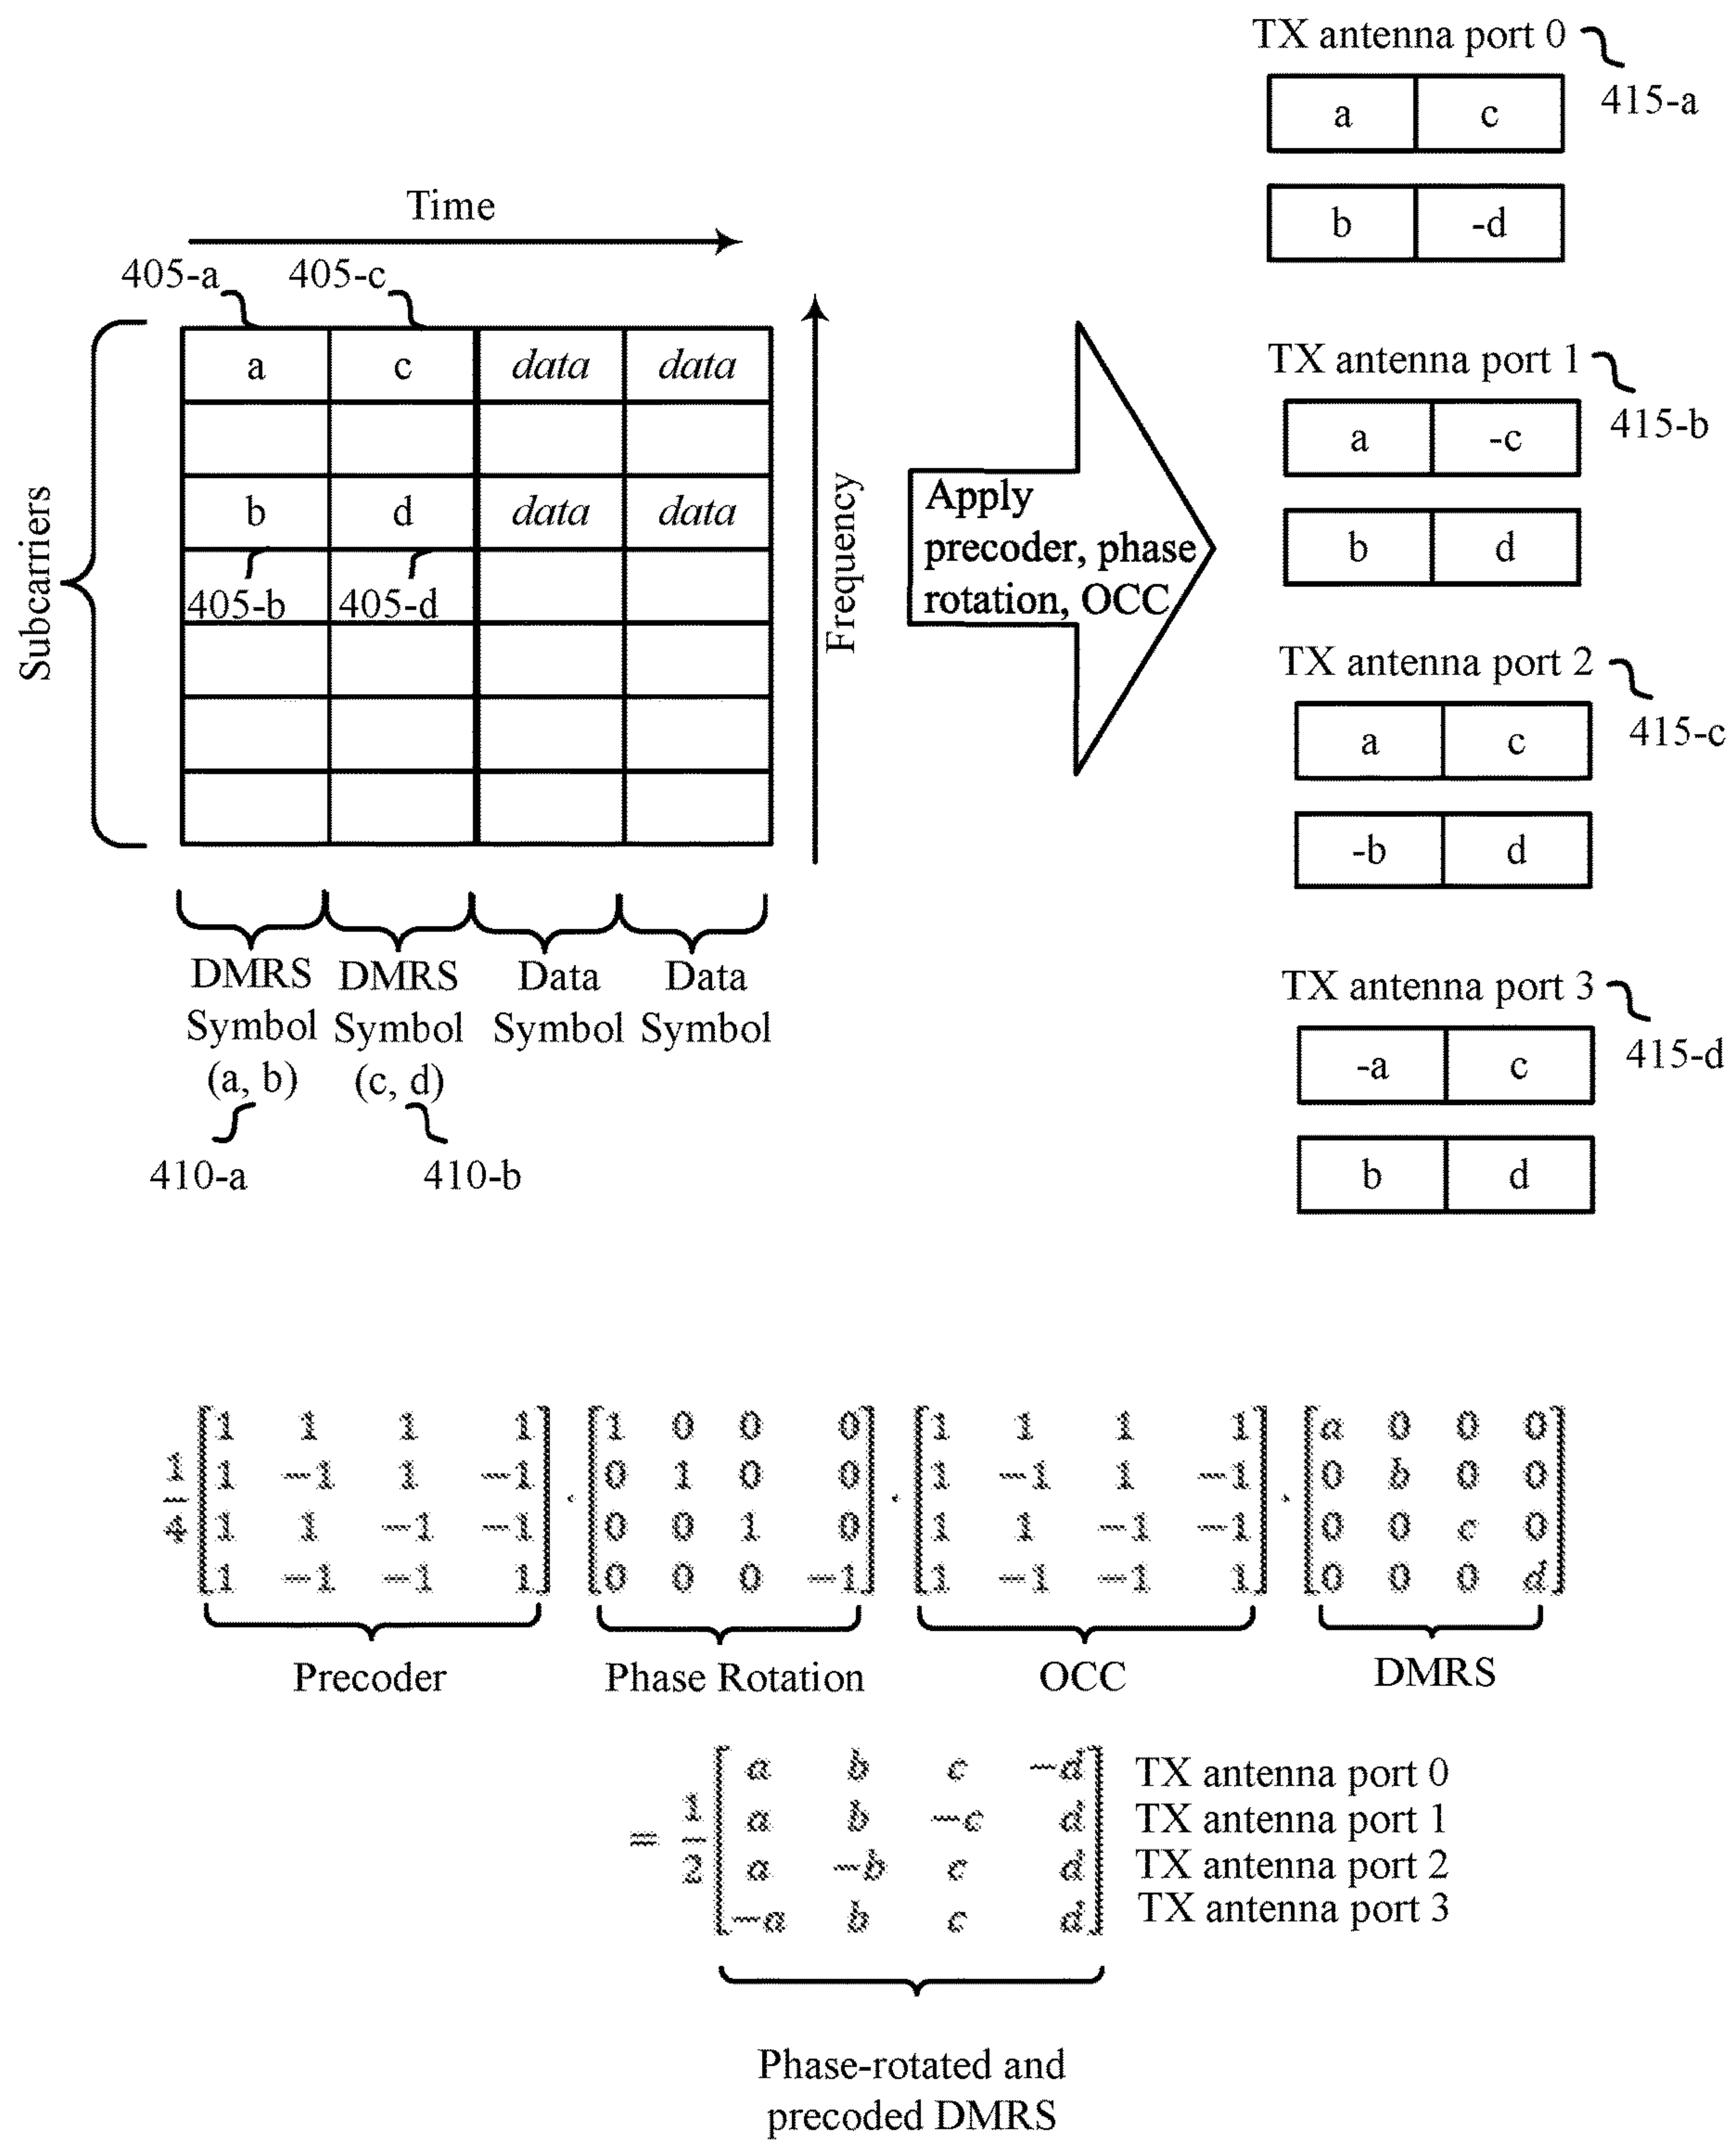 Time
405-a 405-c
Subcarriers
a c data data
b d data data
405-b 405-d
Frequency
DMRS Symbol (a, b)
DMRS Symbol (c, d)
Data Symbol
Data Symbol
410-a 410-b
Apply
precoder, phase
rotation, OCC
TX antenna port 0
415-a
a c
b -d
TX antenna port 1
415-b
a -c
b d
TX antenna port 2
415-c
a c
-b d
TX antenna port 3
415-d
-a c
b d
1/4 [1 1 1 1] · [1 0 0 0] · [1 1 1 1] · [a 0 0 0]
[1 −1 1 −1] [0 1 0 0] [1 −1 1 −1] [0 b 0 0]
[1 1 −1 −1] [0 0 1 0] [1 1 −1 −1] [0 0 c 0]
[1 −1 −1 1] [0 0 0 −1] [1 −1 −1 1] [0 0 0 d]
Precoder Phase Rotation OCC DMRS
= 1/2 [a b c −d] TX antenna port 0
[a b −c d] TX antenna port 1
[a −b c d] TX antenna port 2
[−a b c d] TX antenna port 3
Phase-rotated and
precoded DMRS